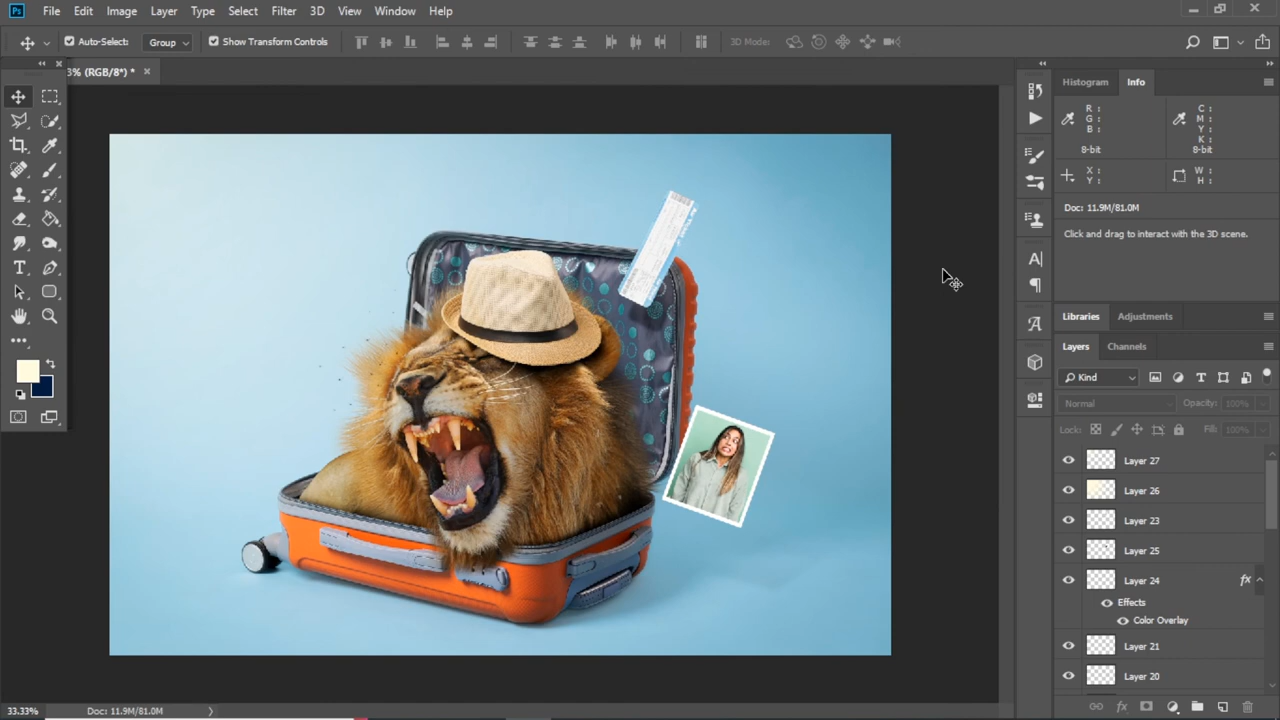 Ps File Edit Image Layer Type Select Filter 3D View Window Help
Auto-Select: Group Show Transform Controls 3D Mode:
3% (RGB/8*) * ×
Histogram Info
R : C :
G : M :
B : Y :
K :
8-bit 8-bit
X : W :
Y : H :
Doc: 11.9M/81.0M
Click and drag to interact with the 3D scene.
Libraries Adjustments
Layers Channels
Kind
Normal Opacity: 100%
Lock: Fill: 100%
Layer 27
Layer 26
Layer 23
Layer 25
Layer 24 fx
Effects
Color Overlay
Layer 21
Layer 20
33.33% Doc: 11.9M/81.0M